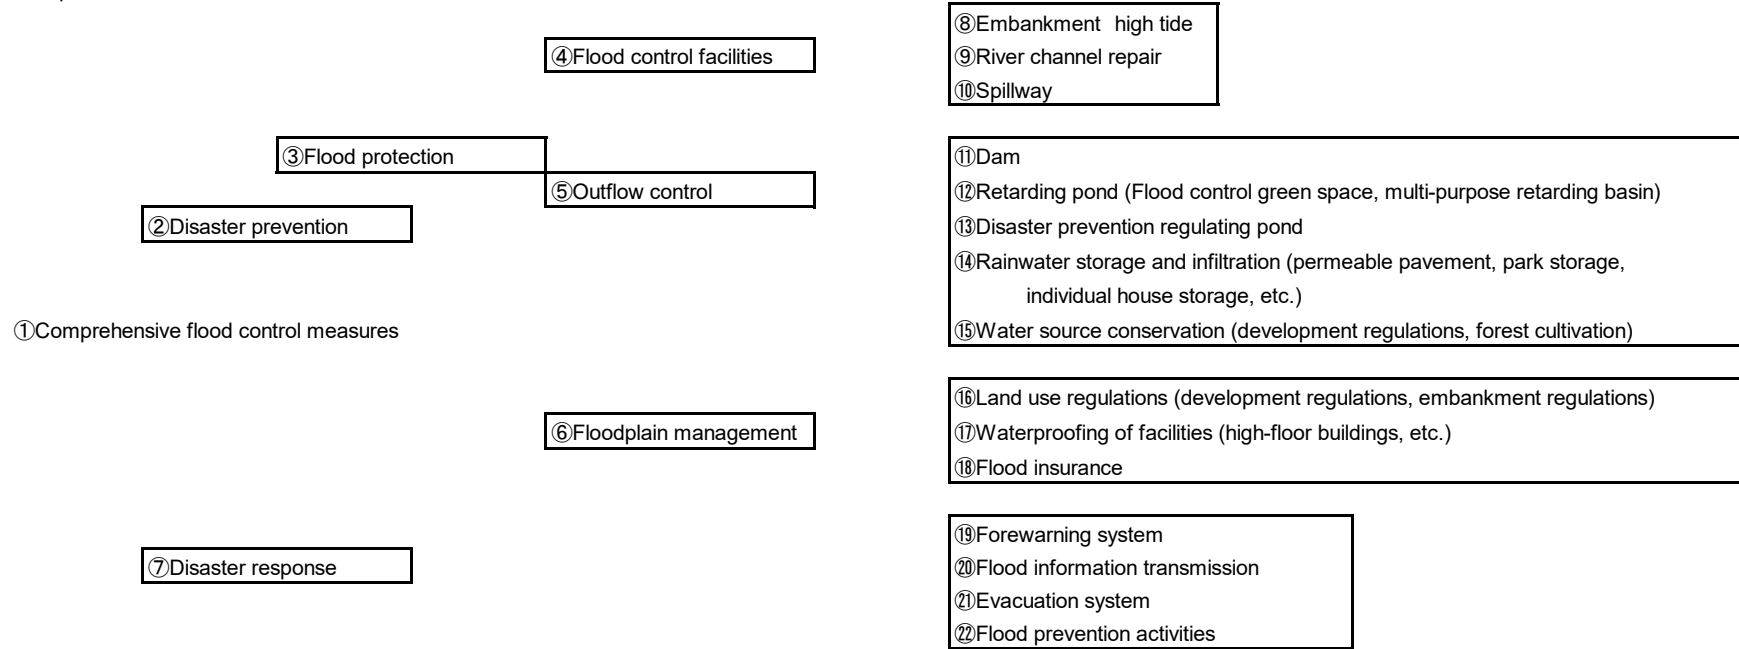 ⑧Embankment high tide
④Flood control facilities
⑨River channel repair
⑩Spillway
③Flood protection
⑪Dam
⑤Outflow control
⑫Retarding pond (Flood control green space, multi-purpose retarding basin)
②Disaster prevention
⑬Disaster prevention regulating pond
⑭Rainwater storage and infiltration (permeable pavement, park storage,
individual house storage, etc.)
①Comprehensive flood control measures
⑮Water source conservation (development regulations, forest cultivation)
⑯Land use regulations (development regulations, embankment regulations)
⑥Floodplain management
⑰Waterproofing of facilities (high-floor buildings, etc.)
⑱Flood insurance
⑲Forewarning system
⑦Disaster response
⑳Flood information transmission
㉑Evacuation system
㉒Flood prevention activities